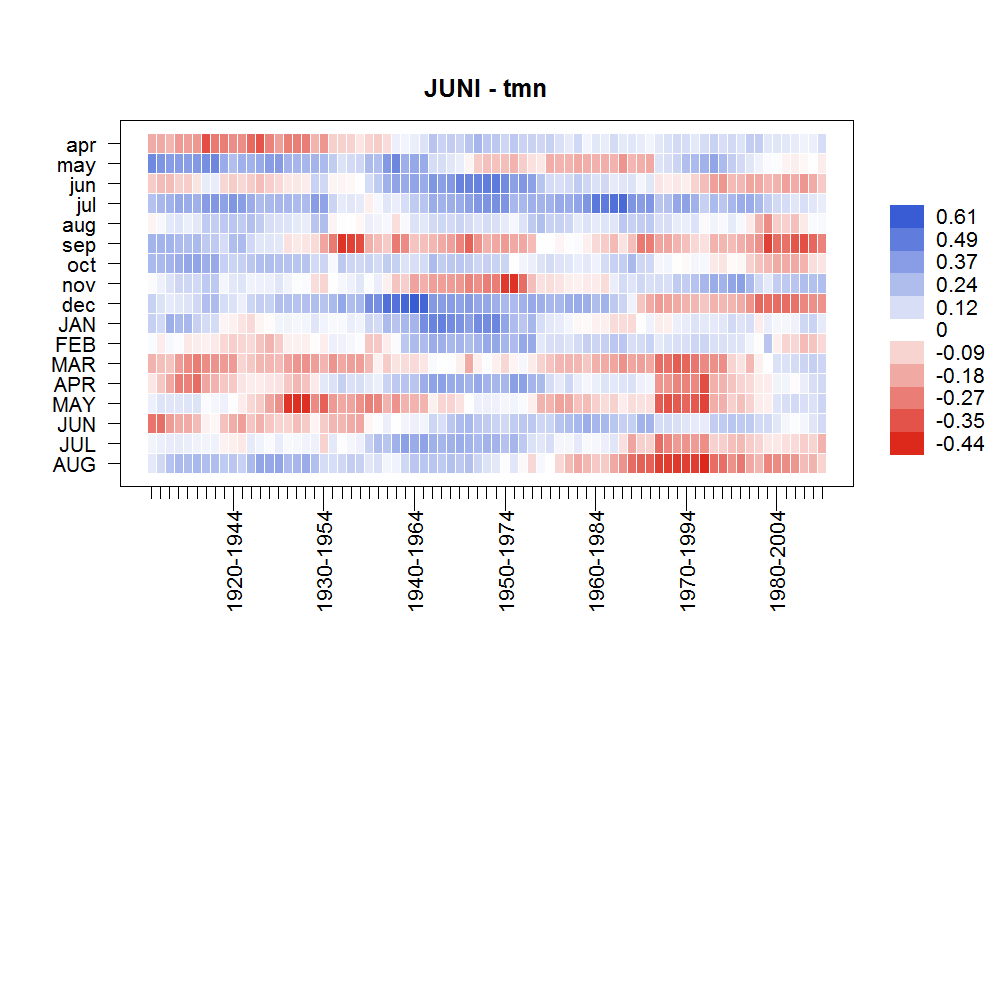 JUNI - tmn
apr
may
jun
jul
aug
sep
oct
nov
dec
JAN
FEB
MAR
APR
MAY
JUN
JUL
AUG
1920-1944
1930-1954
1940-1964
1950-1974
1960-1984
1970-1994
1980-2004
0.61
0.49
0.37
0.24
0.12
0
-0.09
-0.18
-0.27
-0.35
-0.44